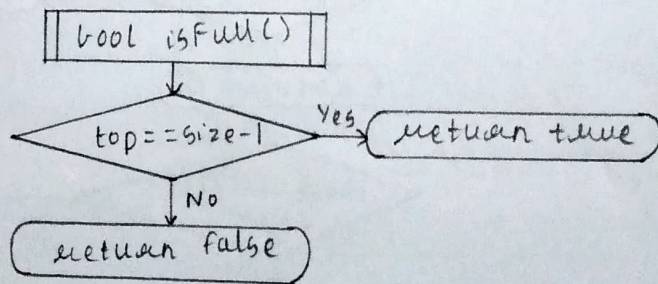 bool isFull()
top==size-1
Yes
return true
No
return false